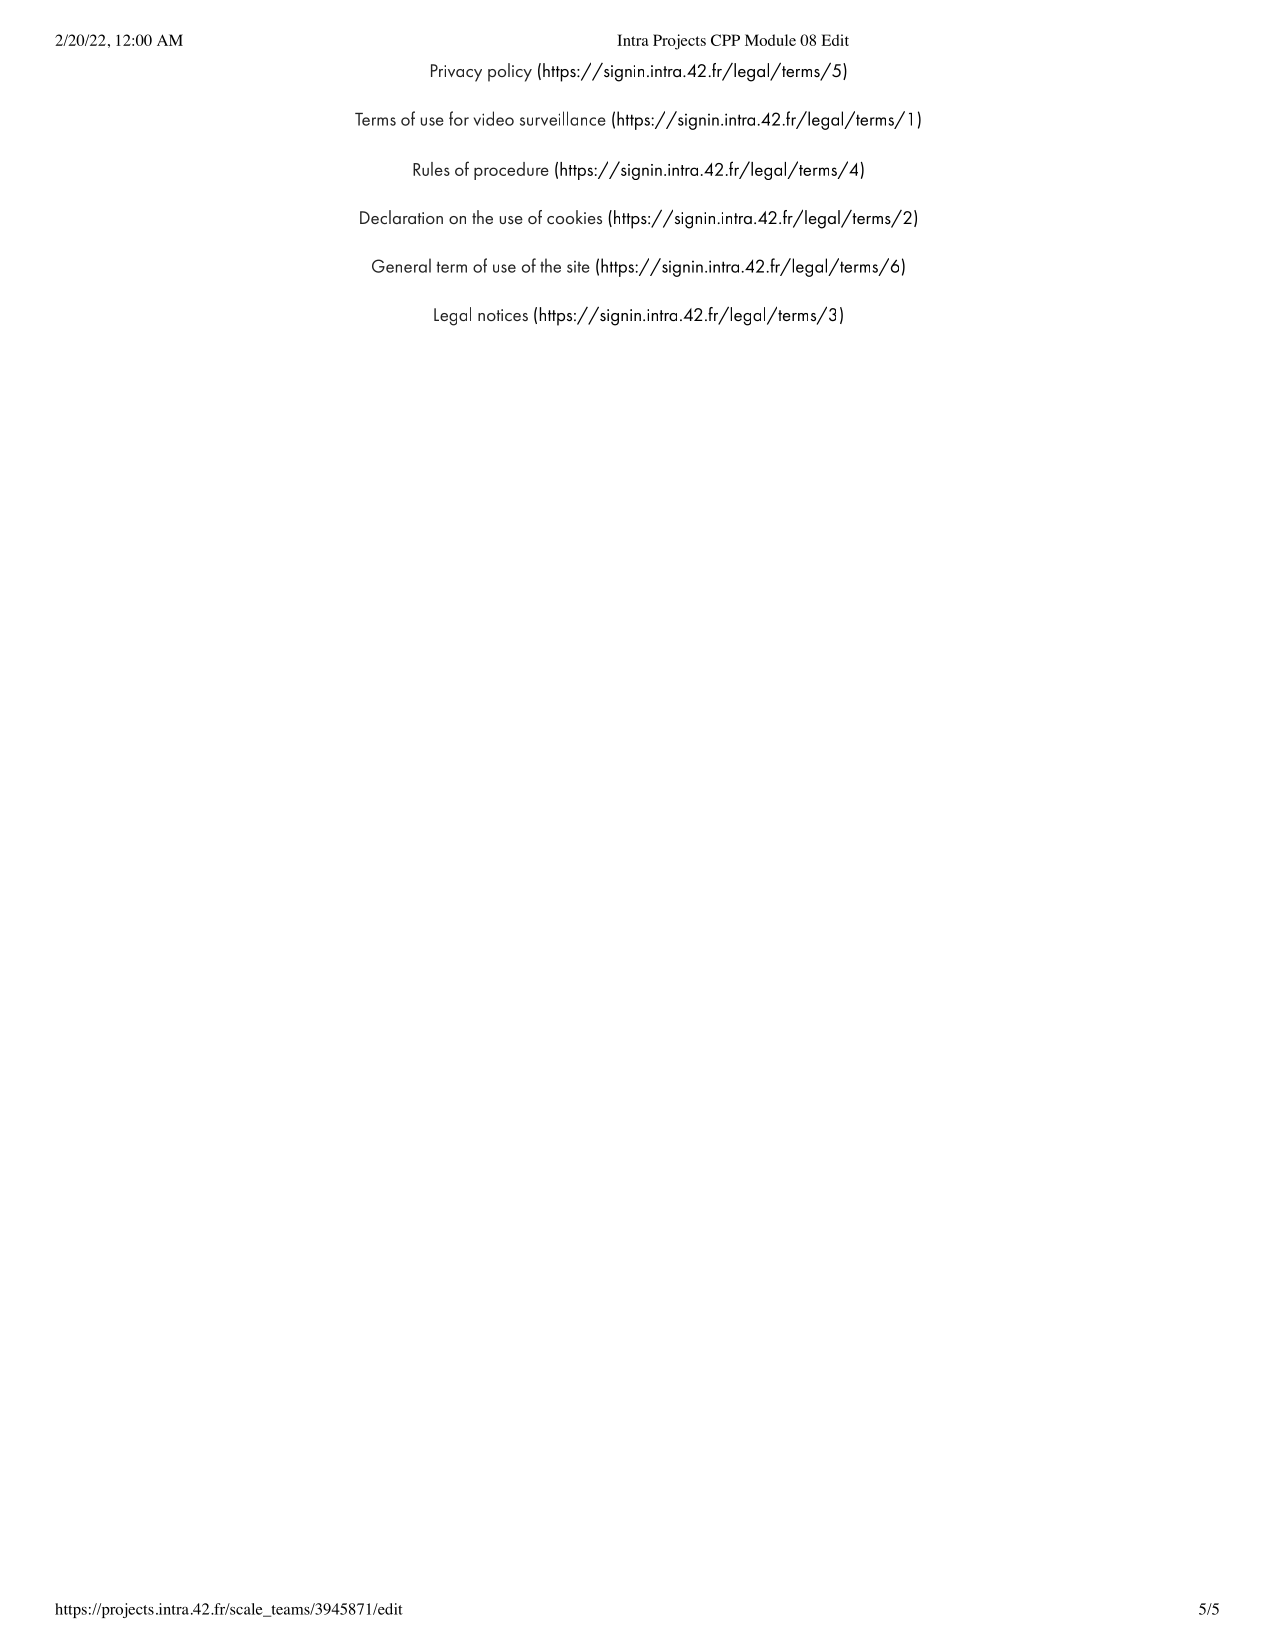 2/20/22, 12:00 AM Intra Projects CPP Module 08 Edit
Privacy policy (https://signin.intra.42.fr/legal/terms/5)
Terms of use for video surveillance (https://signin.intra.42.fr/legal/terms/1)
Rules of procedure (https://signin.intra.42.fr/legal/terms/4)
Declaration on the use of cookies (https://signin.intra.42.fr/legal/terms/2)
General term of use of the site (https://signin.intra.42.fr/legal/terms/6)
Legal notices (https://signin.intra.42.fr/legal/terms/3)
https://projects.intra.42.fr/scale_teams/3945871/edit 5/5